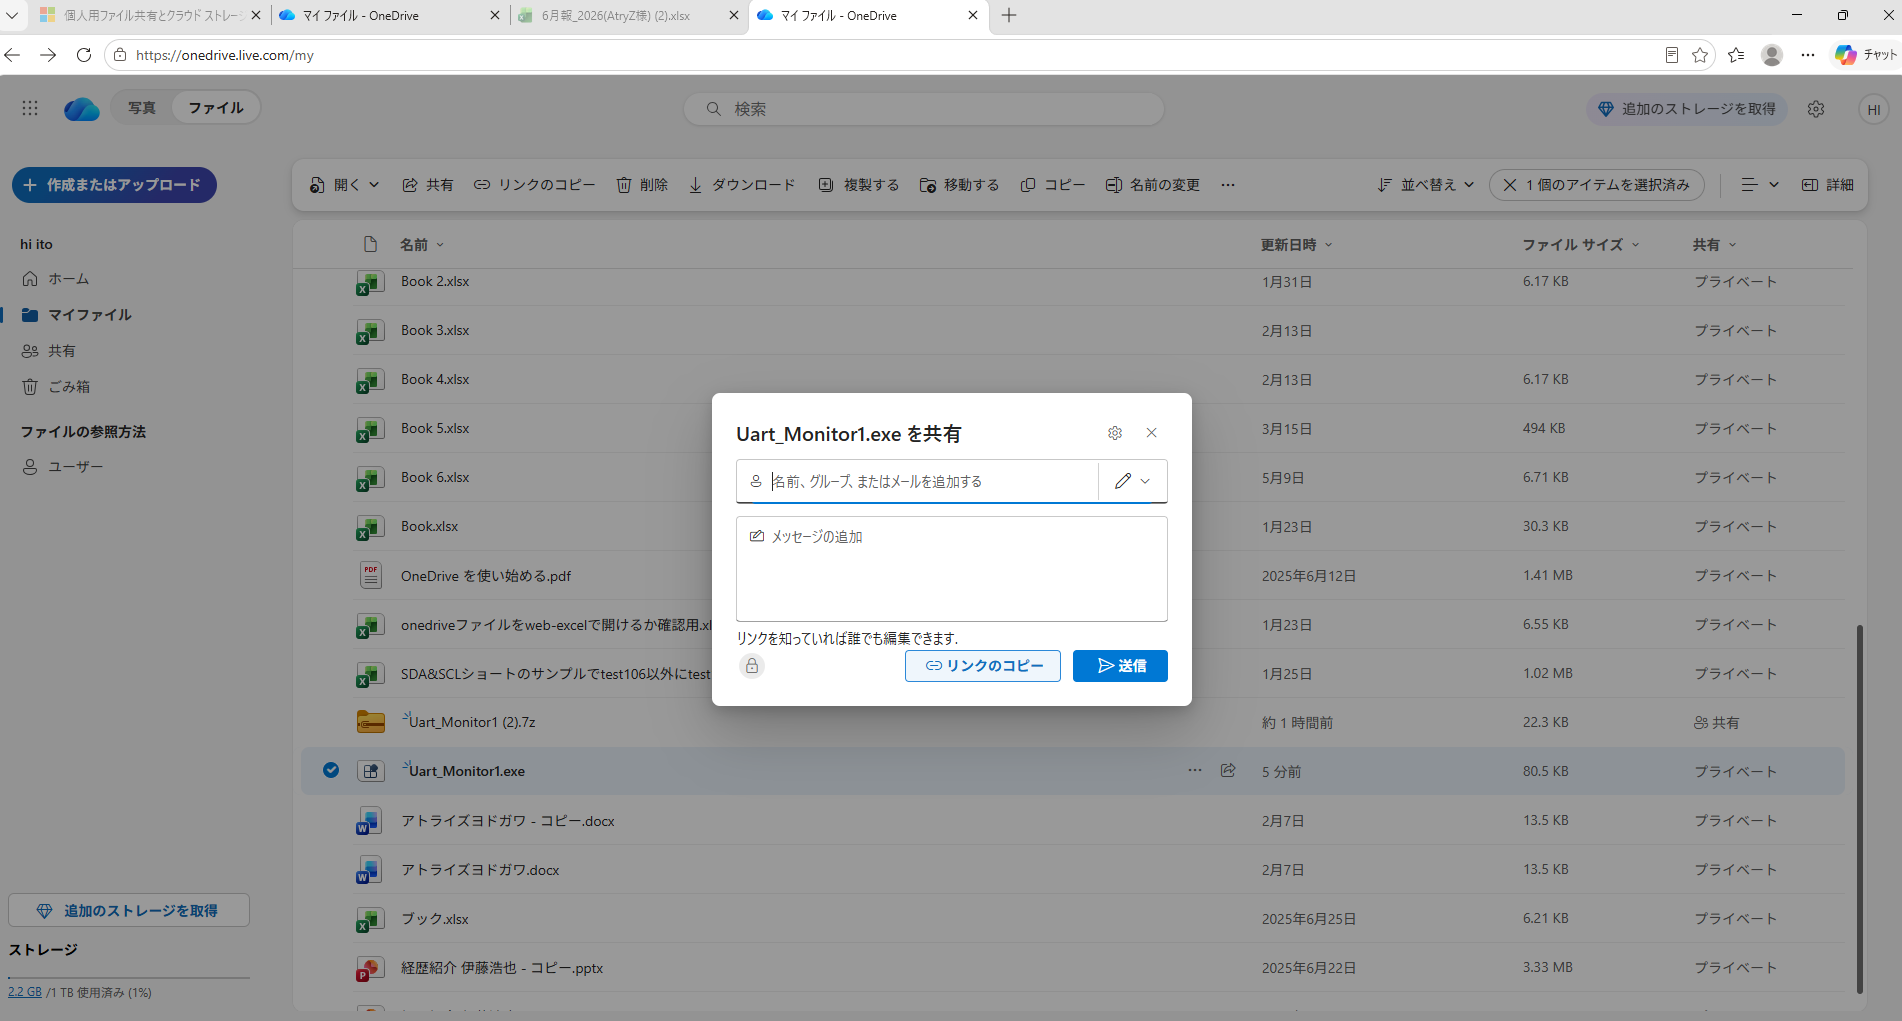 個人用ファイル共有とクラウド ストレー
マイ ファイル - OneDrive
6月報_2026(AtryZ様) (2).xlsx
マイ ファイル - OneDrive
https://onedrive.live.com/my
チャット
写真
ファイル
検索
追加のストレージを取得
HI
作成またはアップロード
開く
共有
リンクのコピー
削除
ダウンロード
複製する
移動する
コピー
名前の変更
並べ替え
1 個のアイテムを選択済み
詳細
hi ito
ホーム
マイファイル
共有
ごみ箱
ファイルの参照方法
ユーザー
名前 更新日時 ファイル サイズ 共有
Book 2.xlsx 1月31日 6.17 KB プライベート
Book 3.xlsx 2月13日 プライベート
Book 4.xlsx 2月13日 6.17 KB プライベート
Book 5.xlsx 3月15日 494 KB プライベート
Book 6.xlsx 5月9日 6.71 KB プライベート
Book.xlsx 1月23日 30.3 KB プライベート
PDF OneDrive を使い始める.pdf 2025年6月12日 1.41 MB プライベート
onedriveファイルをweb-excelで開けるか確認用.xl 1月23日 6.55 KB プライベート
SDA&SCLショートのサンプルでtest106以外にtest 1月25日 1.02 MB プライベート
Uart_Monitor1 (2).7z 約 1 時間前 22.3 KB 共有
Uart_Monitor1.exe 5 分前 80.5 KB プライベート
アトライズヨドガワ - コピー.docx 2月7日 13.5 KB プライベート
アトライズヨドガワ.docx 2月7日 13.5 KB プライベート
ブック.xlsx 2025年6月25日 6.21 KB プライベート
経歴紹介 伊藤浩也 - コピー.pptx 2025年6月22日 3.33 MB プライベート
Uart_Monitor1.exe を共有
名前、グループ、またはメールを追加する
メッセージの追加
リンクを知っていれば誰でも編集できます.
リンクのコピー
送信
追加のストレージを取得
ストレージ
2.2 GB /1 TB 使用済み (1%)